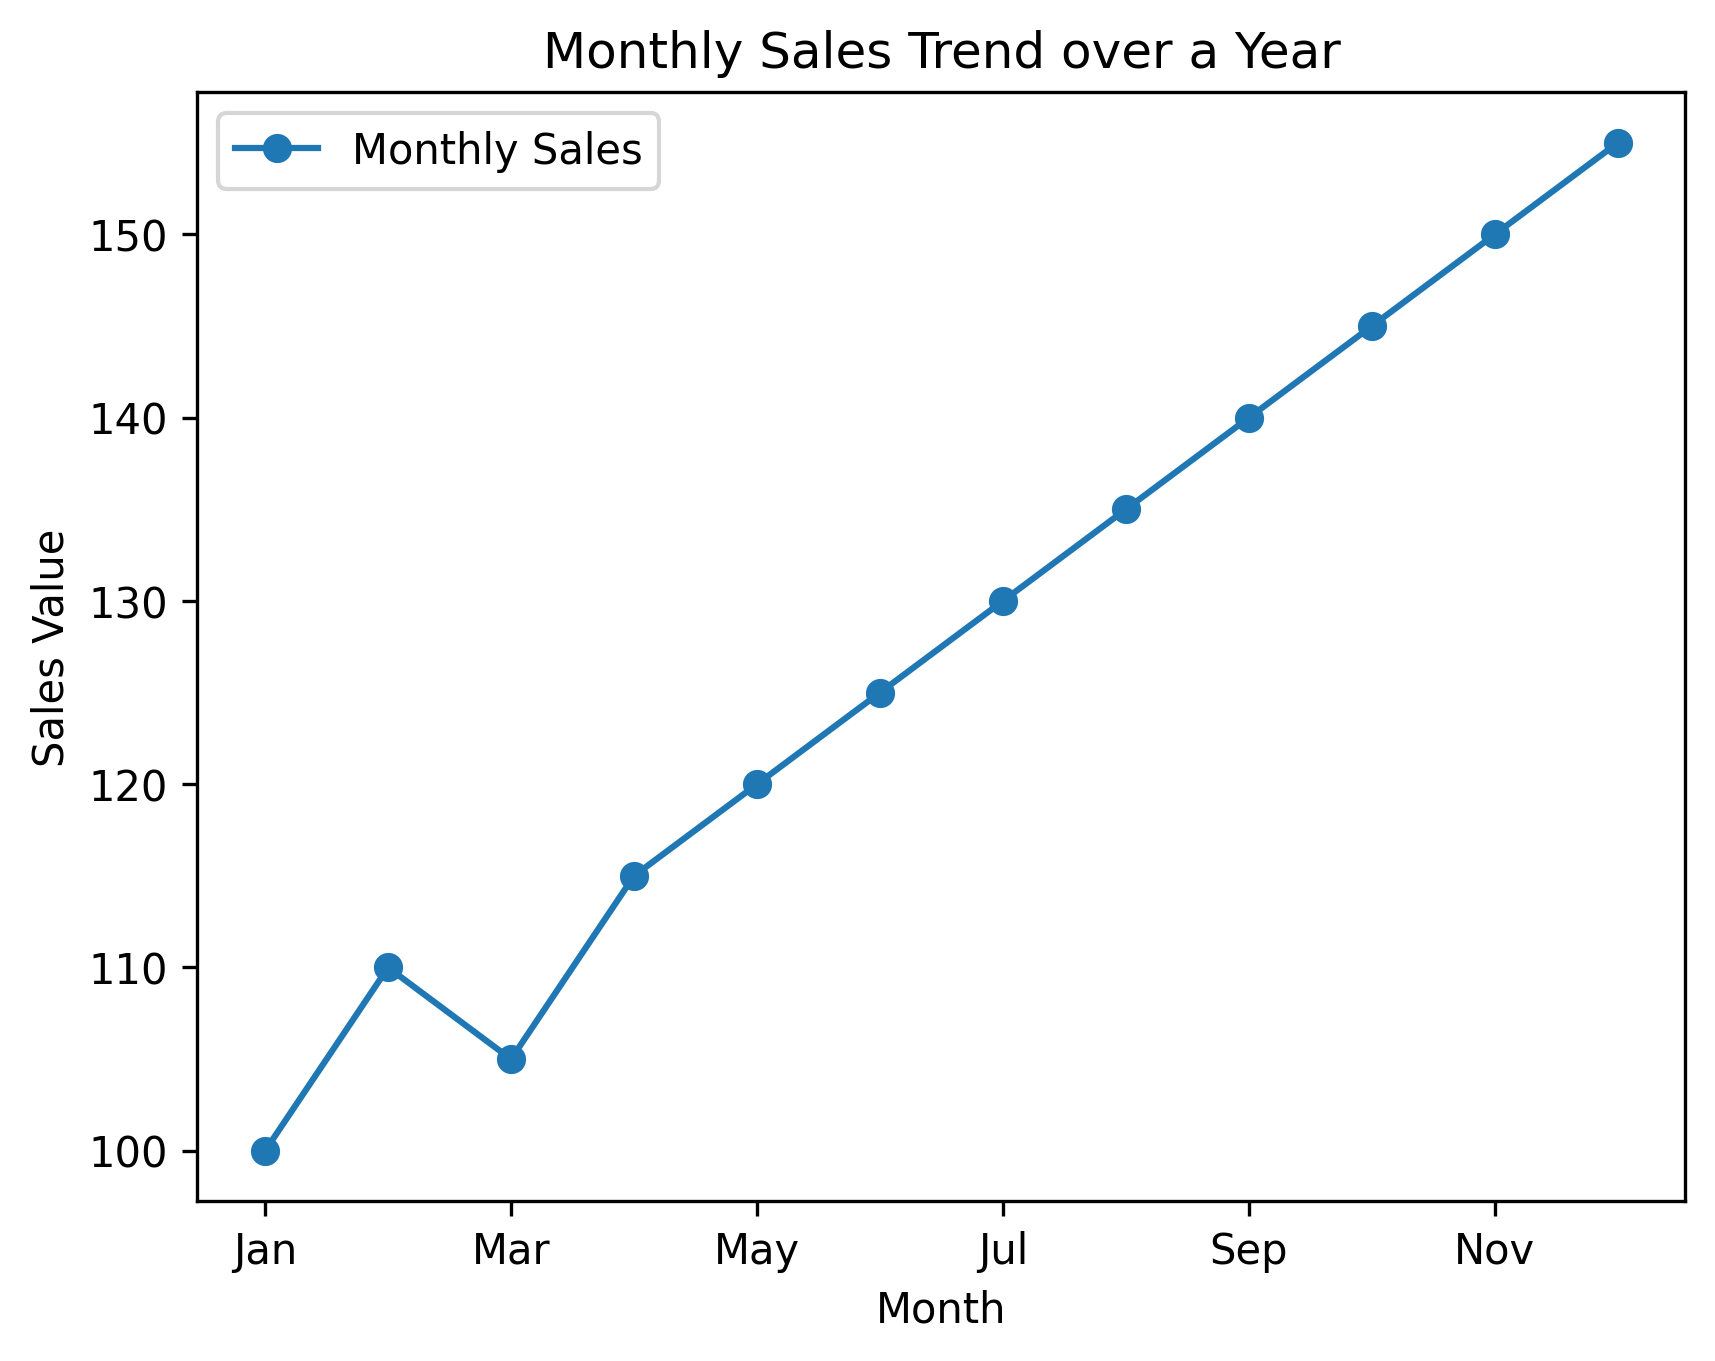 Monthly Sales Trend over a Year
Monthly Sales
150
140
130
120
110
100
Sales Value
Jan Mar May Jul Sep Nov
Month